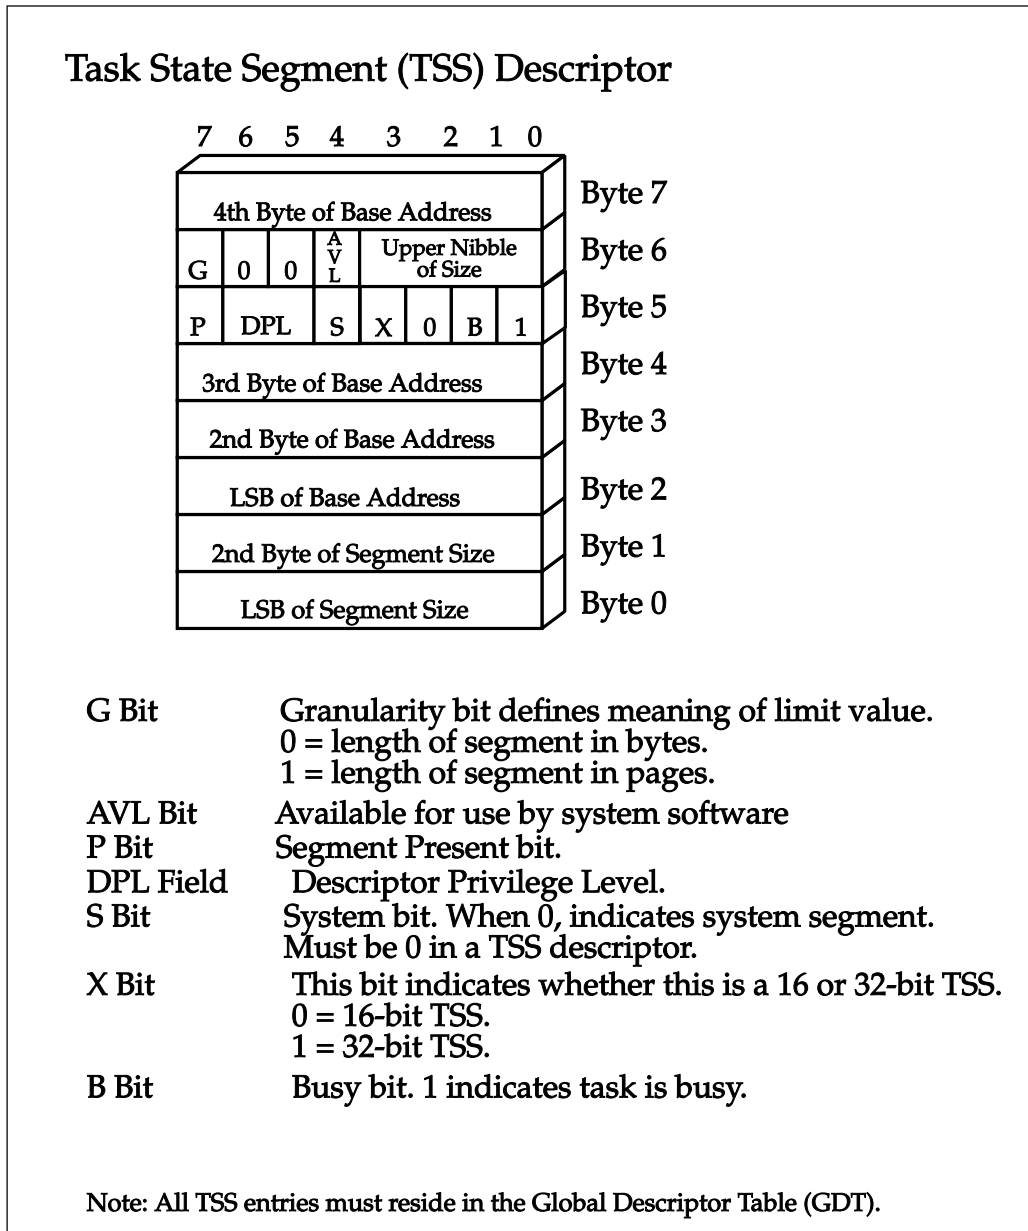 Task State Segment (TSS) Descriptor
7 6 5 4 3 2 1 0
4th Byte of Base Address Byte 7
G 0 0 AVL Upper Nibble of Size Byte 6
P DPL S X 0 B 1 Byte 5
3rd Byte of Base Address Byte 4
2nd Byte of Base Address Byte 3
LSB of Base Address Byte 2
2nd Byte of Segment Size Byte 1
LSB of Segment Size Byte 0
G Bit Granularity bit defines meaning of limit value.
0 = length of segment in bytes.
1 = length of segment in pages.
AVL Bit Available for use by system software
P Bit Segment Present bit.
DPL Field Descriptor Privilege Level.
S Bit System bit. When 0, indicates system segment.
Must be 0 in a TSS descriptor.
X Bit This bit indicates whether this is a 16 or 32-bit TSS.
0 = 16-bit TSS.
1 = 32-bit TSS.
B Bit Busy bit. 1 indicates task is busy.
Note: All TSS entries must reside in the Global Descriptor Table (GDT).